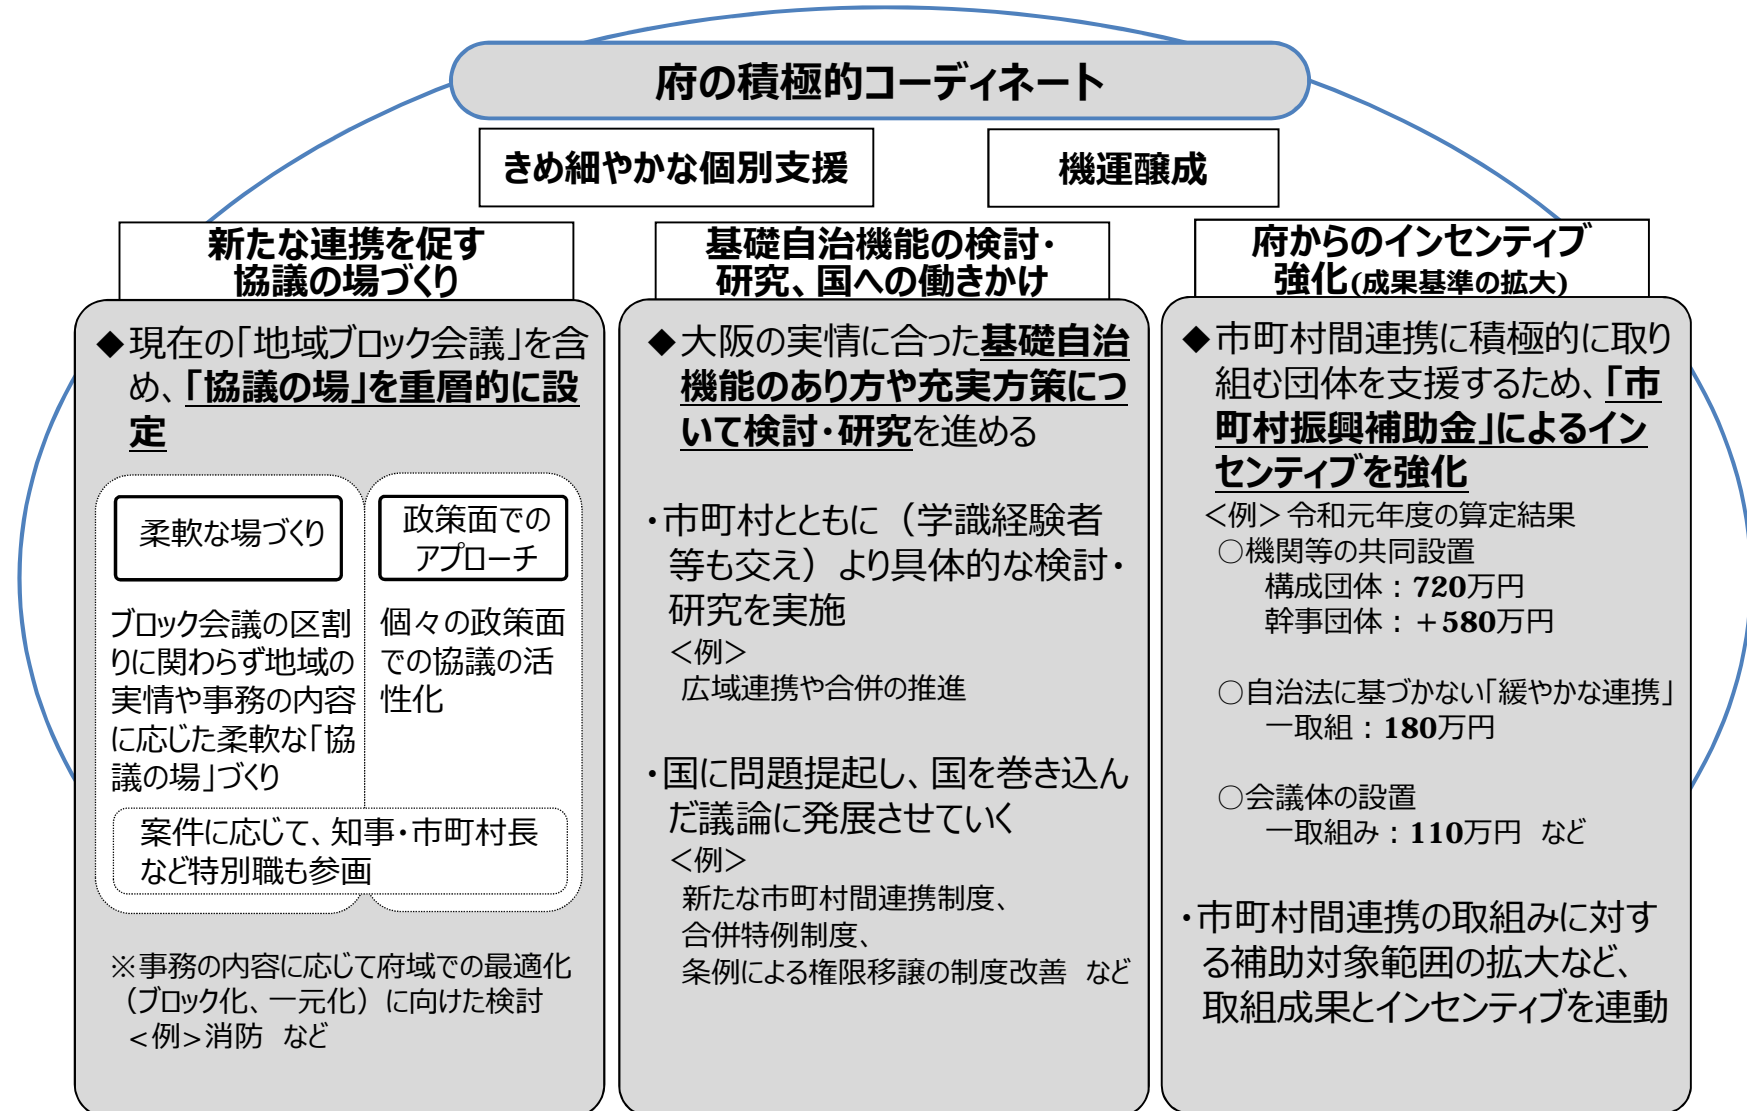 府の積極的コーディネート
きめ細やかな個別支援
機運醸成
新たな連携を促す
協議の場づくり
◆現在の「地域ブロック会議」を含
め、「協議の場」を重層的に設
定
柔軟な場づくり
ブロック会議の区割
りに関わらず地域の
実情や事務の内容
に応じた柔軟な「協
議の場」づくり
政策面での
アプローチ
個々の政策面
での協議の活
性化
案件に応じて、知事・市町村長
など特別職も参画
※事務の内容に応じて府域での最適化
（ブロック化、一元化）に向けた検討
<例>消防 など
基礎自治機能の検討・
研究、国への働きかけ
◆大阪の実情に合った基礎自治
機能のあり方や充実方策につ
いて検討・研究を進める
・市町村とともに（学識経験者
等も交え）より具体的な検討・
研究を実施
＜例＞
広域連携や合併の推進
・国に問題提起し、国を巻き込ん
だ議論に発展させていく
＜例＞
新たな市町村間連携制度、
合併特例制度、
条例による権限移譲の制度改善 など
府からのインセンティブ
強化(成果基準の拡大)
◆市町村間連携に積極的に取り
組む団体を支援するため、「市
町村振興補助金」によるイン
センティブを強化
＜例＞令和元年度の算定結果
○機関等の共同設置
構成団体：720万円
幹事団体：＋580万円
○自治法に基づかない「緩やかな連携」
一取組：180万円
○会議体の設置
一取組み：110万円 など
・市町村間連携の取組みに対す
る補助対象範囲の拡大など、
取組成果とインセンティブを連動